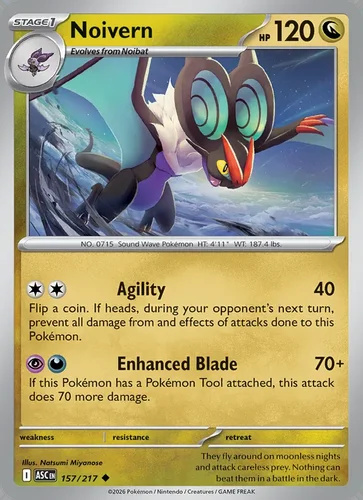 STAGE1
Noivern
HP 120
Evolves from Noibat
NO. 0715 Sound Wave Pokémon HT: 4'11" WT: 187.4 lbs.
Agility 40
Flip a coin. If heads, during your opponent's next turn,
prevent all damage from and effects of attacks done to this
Pokémon.
Enhanced Blade 70+
If this Pokémon has a Pokémon Tool attached, this attack
does 70 more damage.
weakness resistance retreat
Illus. Natsumi Miyanose
I ASC EN 157/217
They fly around on moonless nights
and attack careless prey. Nothing can
beat them in a battle in the dark.
©2026 Pokémon / Nintendo / Creatures / GAME FREAK